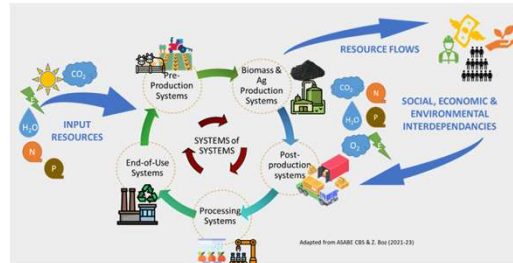 CO₂
H₂O
N
P
INPUT
RESOURCES
Pre-
Production
Systems
Biomass & Ag
Production
Systems
Post-
production
systems
Processing
Systems
End-of-Use
Systems
SYSTEMS of
SYSTEMS
RESOURCE FLOWS
CO₂
N
H₂O
P
O₂
SOCIAL, ECONOMIC &
ENVIRONMENTAL
INTERDEPENDANCIES
Adapted from ASABE CBS & Z. Boz (2021-23)